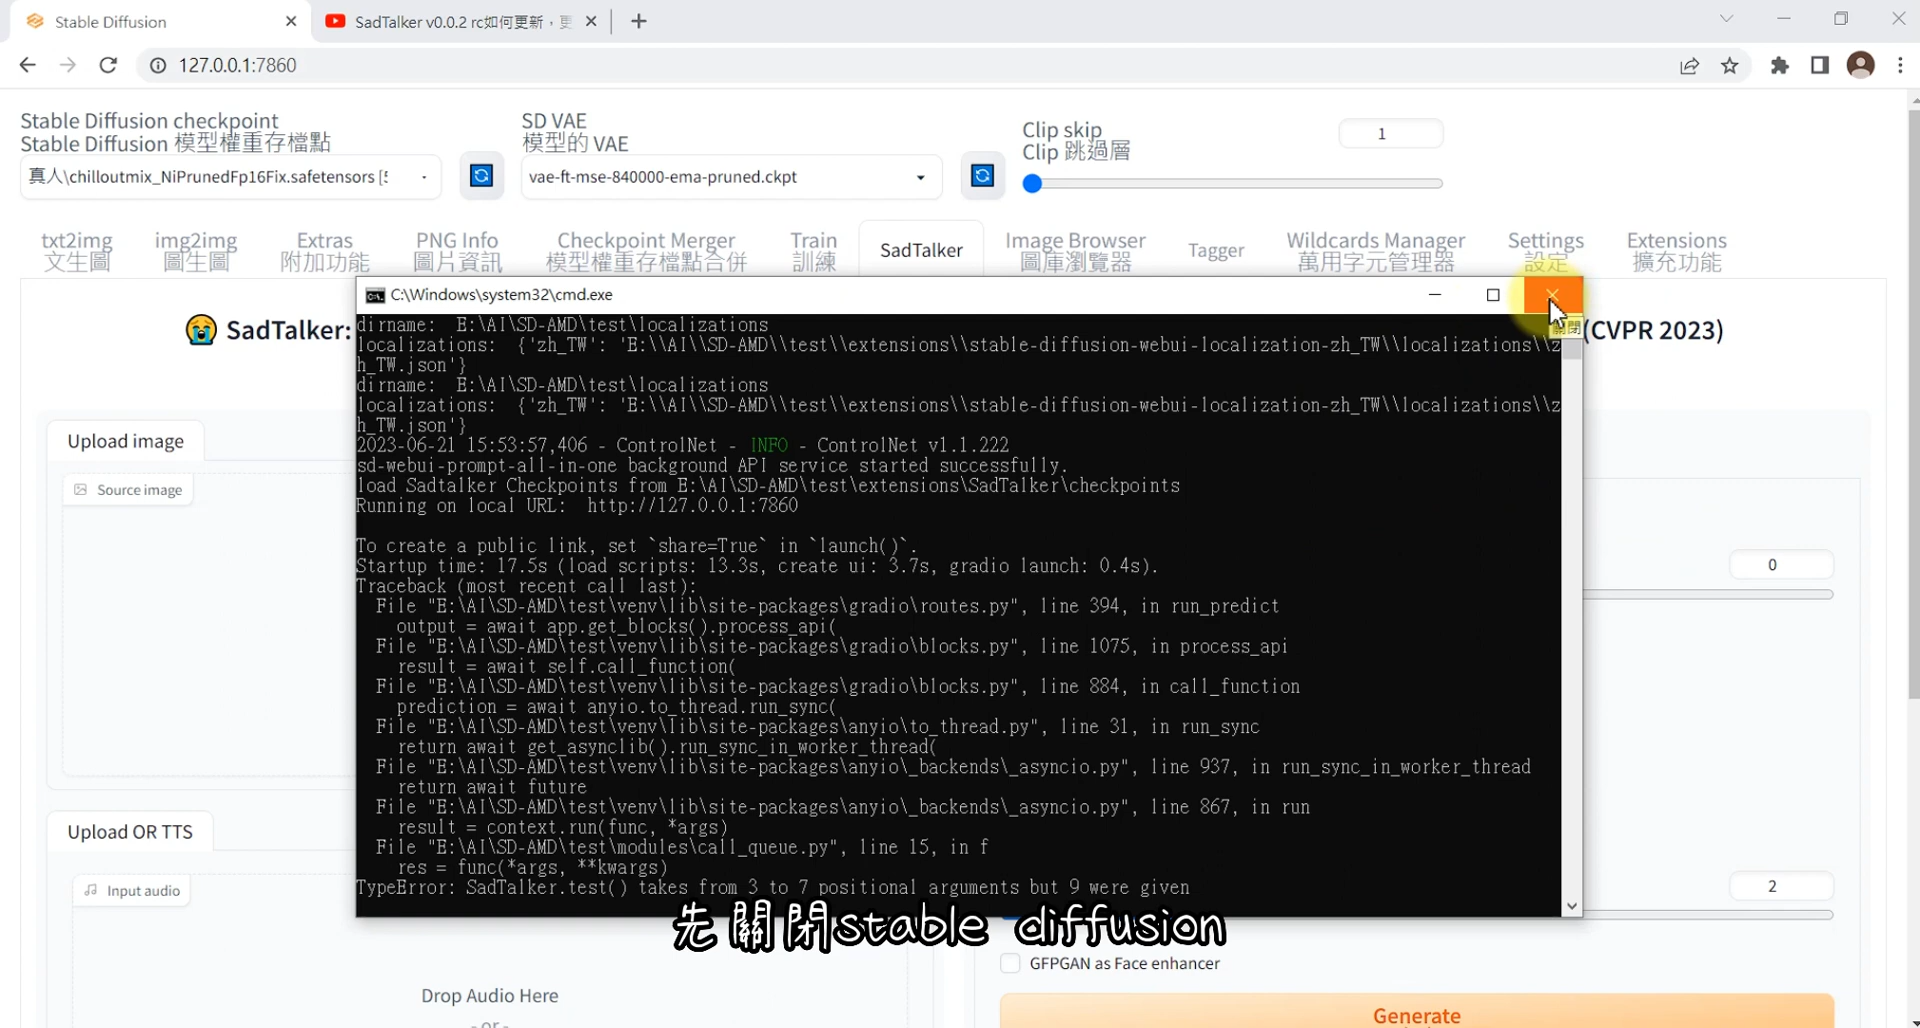 Stable Diffusion
SadTalker v0.0.2 rc如何更新，更
127.0.0.1:7860
Stable Diffusion checkpoint
Stable Diffusion 模型權重存檔點
真人\chilloutmix_NiPrunedFp16Fix.safetensors [5
SD VAE
模型的 VAE
vae-ft-mse-840000-ema-pruned.ckpt
Clip skip
Clip 跳過層
1
txt2img
文生圖
img2img
圖生圖
Extras
附加功能
PNG Info
圖片資訊
Checkpoint Merger
模型權重存檔點合併
Train
訓練
SadTalker
Image Browser
圖庫瀏覽器
Tagger
Wildcards Manager
萬用字元管理器
Settings
設定
Extensions
擴充功能
C:\Windows\system32\cmd.exe
SadTalker:
(CVPR 2023)
關閉
dirname:  E:\AI\SD-AMD\test\localizations
localizations:  {'zh_TW': 'E:\\AI\\SD-AMD\\test\\extensions\\stable-diffusion-webui-localization-zh_TW\\localizations\\z
h_TW.json'}
dirname:  E:\AI\SD-AMD\test\localizations
localizations:  {'zh_TW': 'E:\\AI\\SD-AMD\\test\\extensions\\stable-diffusion-webui-localization-zh_TW\\localizations\\z
h_TW.json'}
2023-06-21 15:53:57,406 - ControlNet - INFO - ControlNet v1.1.222
sd-webui-prompt-all-in-one background API service started successfully.
load Sadtalker Checkpoints from E:\AI\SD-AMD\test\extensions\SadTalker\checkpoints
Running on local URL:  http://127.0.0.1:7860
To create a public link, set `share=True` in `launch()`.
Startup time: 17.5s (load scripts: 13.3s, create ui: 3.7s, gradio launch: 0.4s).
Traceback (most recent call last):
File "E:\AI\SD-AMD\test\venv\lib\site-packages\gradio\routes.py", line 394, in run_predict
output = await app.get_blocks().process_api(
File "E:\AI\SD-AMD\test\venv\lib\site-packages\gradio\blocks.py", line 1075, in process_api
result = await self.call_function(
File "E:\AI\SD-AMD\test\venv\lib\site-packages\gradio\blocks.py", line 884, in call_function
prediction = await anyio.to_thread.run_sync(
File "E:\AI\SD-AMD\test\venv\lib\site-packages\anyio\to_thread.py", line 31, in run_sync
return await get_asynclib().run_sync_in_worker_thread(
File "E:\AI\SD-AMD\test\venv\lib\site-packages\anyio\_backends\_asyncio.py", line 937, in run_sync_in_worker_thread
return await future
File "E:\AI\SD-AMD\test\venv\lib\site-packages\anyio\_backends\_asyncio.py", line 867, in run
result = context.run(func, *args)
File "E:\AI\SD-AMD\test\modules\call_queue.py", line 15, in f
res = func(*args, **kwargs)
TypeError: SadTalker.test() takes from 3 to 7 positional arguments but 9 were given
Upload image
Source image
0
Upload OR TTS
Input audio
2
先關閉stable diffusion
GFPGAN as Face enhancer
Drop Audio Here
- or -
Generate